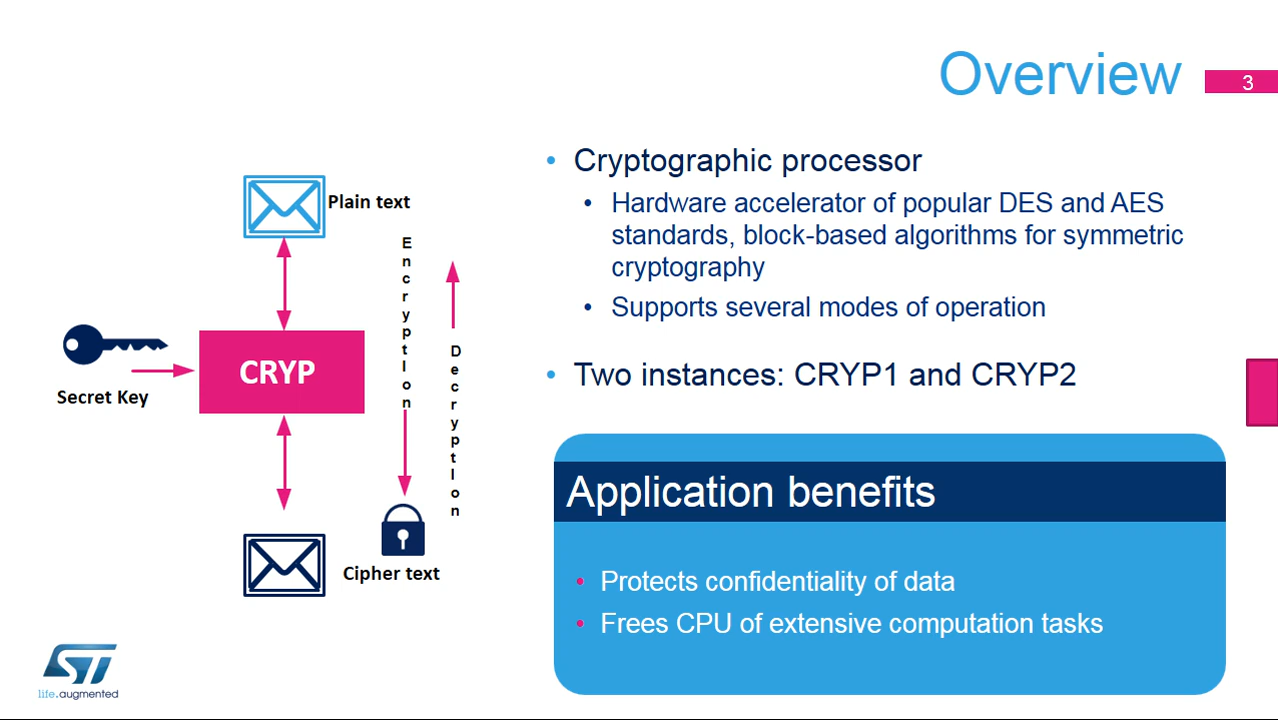 Overview
3
• Cryptographic processor
• Hardware accelerator of popular DES and AES
standards, block-based algorithms for symmetric
cryptography
• Supports several modes of operation
• Two instances: CRYP1 and CRYP2
Application benefits
• Protects confidentiality of data
• Frees CPU of extensive computation tasks
Plain text
Encryption
Decryption
CRYP
Secret Key
Cipher text
ST
life.augmented